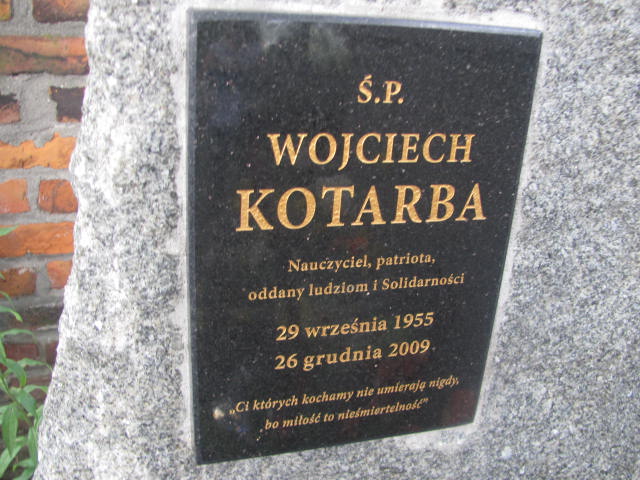 Ś.P.
WOJCIECH
KOTARBA
Nauczyciel, patriota,
oddany ludziom i Solidarności
29 września 1955
26 grudnia 2009
„Ci których kochamy nie umierają nigdy,
bo miłość to nieśmiertelność”